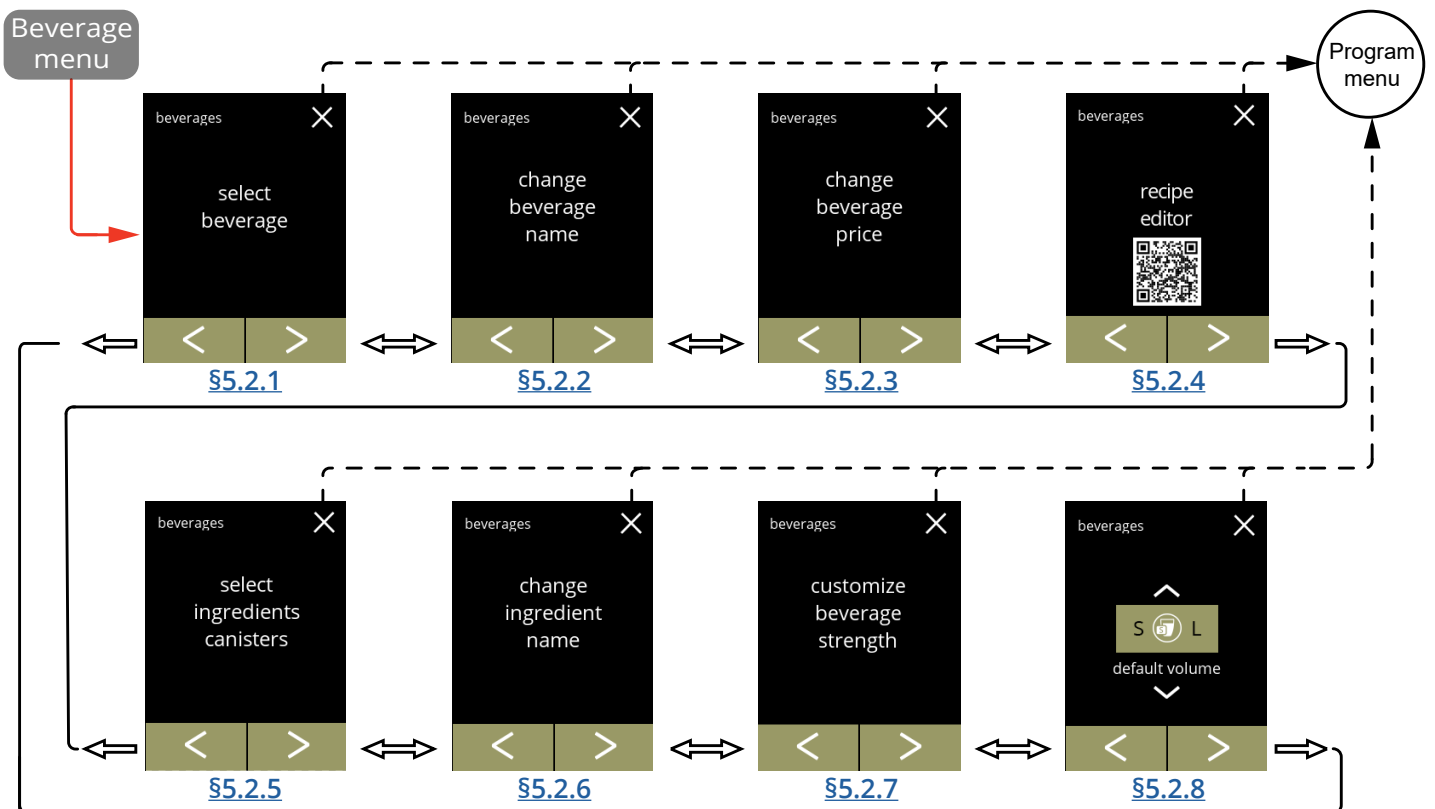 Beverage
menu
Program
menu
beverages
select
beverage
§5.2.1
beverages
change
beverage
name
§5.2.2
beverages
change
beverage
price
§5.2.3
beverages
recipe
editor
§5.2.4
beverages
select
ingredients
canisters
§5.2.5
beverages
change
ingredient
name
§5.2.6
beverages
customize
beverage
strength
§5.2.7
beverages
S L
default volume
§5.2.8